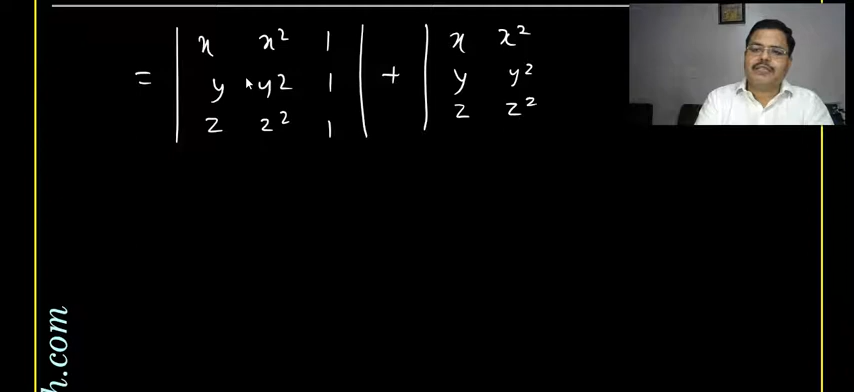 = | x x² 1 | + | x x²
y y2 1 y y²
z z² 1 z z²
h.com